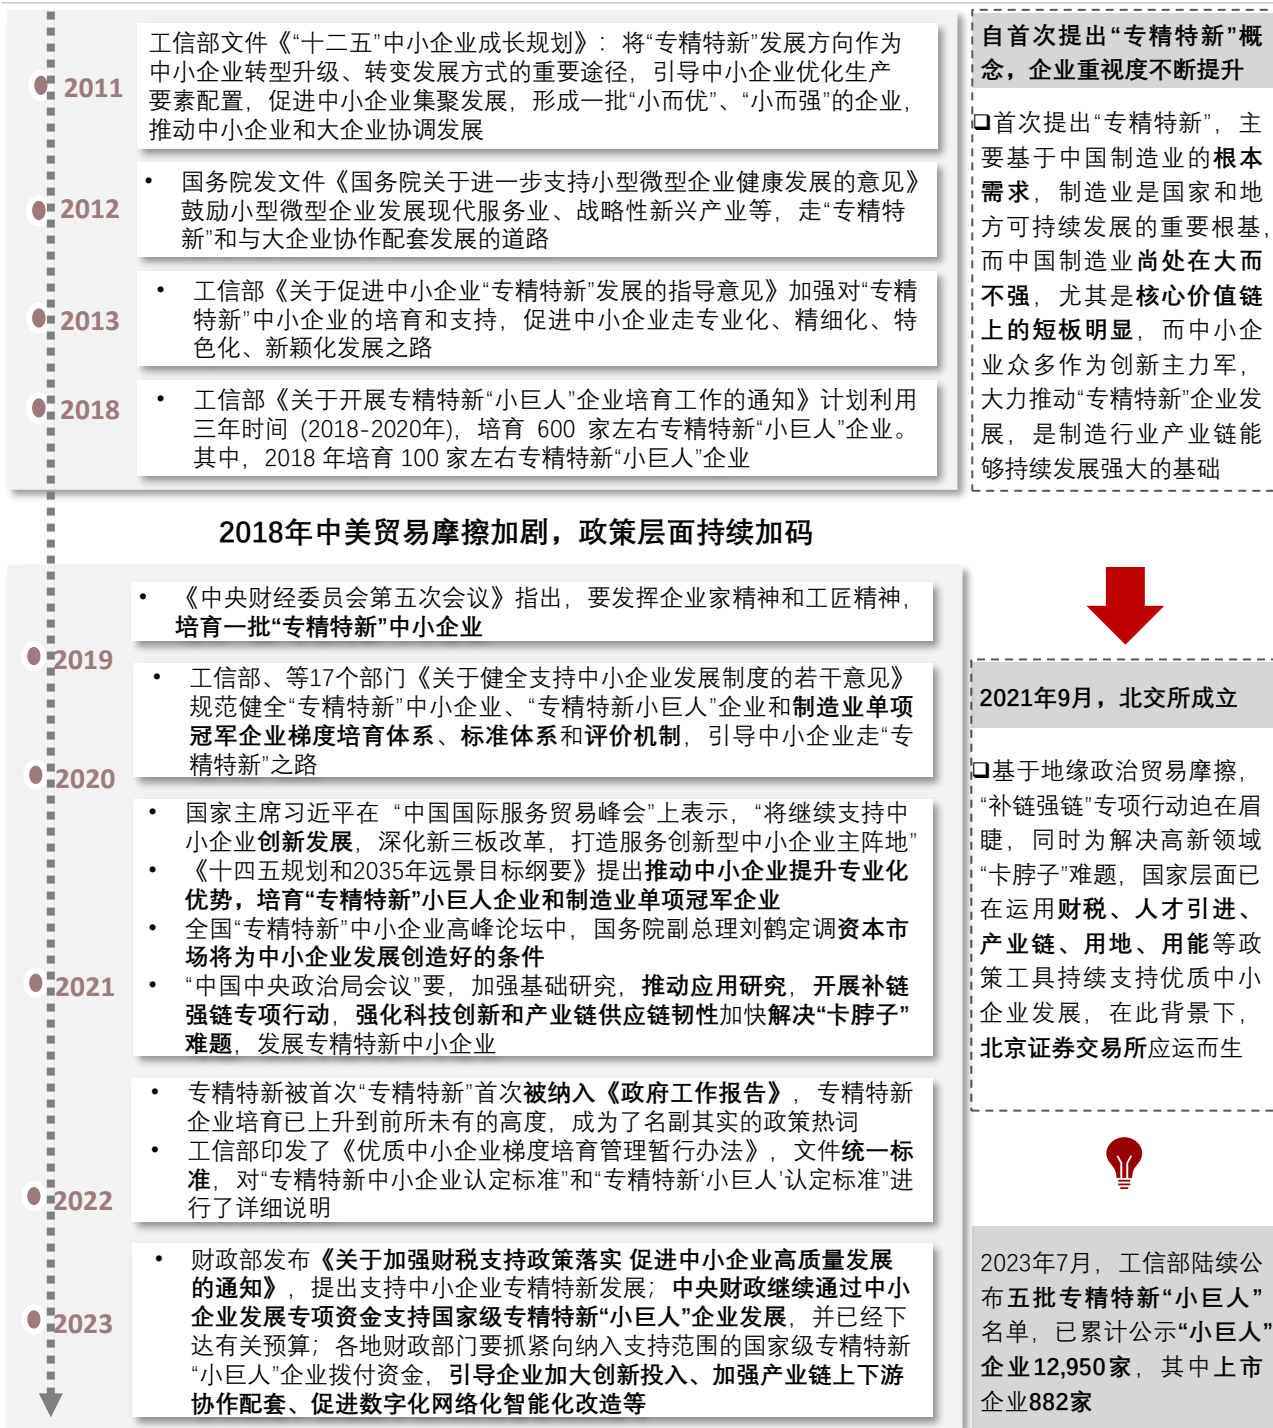 2011
工信部文件《“十二五”中小企业成长规划》：将“专精特新”发展方向作为
中小企业转型升级、转变发展方式的重要途径，引导中小企业优化生产
要素配置，促进中小企业集聚发展，形成一批“小而优”、“小而强”的企业，
推动中小企业和大企业协调发展
2012
• 国务院发文件《国务院关于进一步支持小型微型企业健康发展的意见》
鼓励小型微型企业发展现代服务业、战略性新兴产业等，走“专精特
新”和与大企业协作配套发展的道路
2013
• 工信部《关于促进中小企业“专精特新”发展的指导意见》加强对“专精
特新”中小企业的培育和支持，促进中小企业走专业化、精细化、特
色化、新颖化发展之路
2018
• 工信部《关于开展专精特新“小巨人”企业培育工作的通知》计划利用
三年时间 (2018-2020年)，培育 600 家左右专精特新“小巨人”企业。
其中，2018 年培育 100 家左右专精特新“小巨人”企业
自首次提出“专精特新”概
念，企业重视度不断提升
❑首次提出“专精特新”，主
要基于中国制造业的根本
需求，制造业是国家和地
方可持续发展的重要根基，
而中国制造业尚处在大而
不强，尤其是核心价值链
上的短板明显，而中小企
业众多作为创新主力军，
大力推动“专精特新”企业发
展，是制造行业产业链能
够持续发展强大的基础
2018年中美贸易摩擦加剧，政策层面持续加码
2019
• 《中央财经委员会第五次会议》指出，要发挥企业家精神和工匠精神，
培育一批“专精特新”中小企业
2020
• 工信部、等17个部门《关于健全支持中小企业发展制度的若干意见》
规范健全“专精特新”中小企业、“专精特新小巨人”企业和制造业单项
冠军企业梯度培育体系、标准体系和评价机制，引导中小企业走“专
精特新”之路
2021
• 国家主席习近平在 “中国国际服务贸易峰会”上表示，“将继续支持中
小企业创新发展，深化新三板改革，打造服务创新型中小企业主阵地”
• 《十四五规划和2035年远景目标纲要》提出推动中小企业提升专业化
优势，培育“专精特新”小巨人企业和制造业单项冠军企业
• 全国“专精特新”中小企业高峰论坛中，国务院副总理刘鹤定调资本市
场将为中小企业发展创造好的条件
• “中国中央政治局会议”要，加强基础研究，推动应用研究，开展补链
强链专项行动，强化科技创新和产业链供应链韧性加快解决“卡脖子”
难题，发展专精特新中小企业
2022
• 专精特新被首次“专精特新”首次被纳入《政府工作报告》，专精特新
企业培育已上升到前所未有的高度，成为了名副其实的政策热词
• 工信部印发了《优质中小企业梯度培育管理暂行办法》，文件统一标
准，对“专精特新中小企业认定标准”和“专精特新‘小巨人’认定标准”进
行了详细说明
2023
• 财政部发布《关于加强财税支持政策落实 促进中小企业高质量发展
的通知》，提出支持中小企业专精特新发展；中央财政继续通过中小
企业发展专项资金支持国家级专精特新“小巨人”企业发展，并已经下
达有关预算；各地财政部门要抓紧向纳入支持范围的国家级专精特新
“小巨人”企业拨付资金，引导企业加大创新投入、加强产业链上下游
协作配套、促进数字化网络化智能化改造等
2021年9月，北交所成立
❑基于地缘政治贸易摩擦，
“补链强链”专项行动迫在眉
睫，同时为解决高新领域
“卡脖子”难题，国家层面已
在运用财税、人才引进、
产业链、用地、用能等政
策工具持续支持优质中小
企业发展，在此背景下，
北京证券交易所应运而生
2023年7月，工信部陆续公
布五批专精特新“小巨人”
名单，已累计公示“小巨人”
企业12,950家，其中上市
企业882家